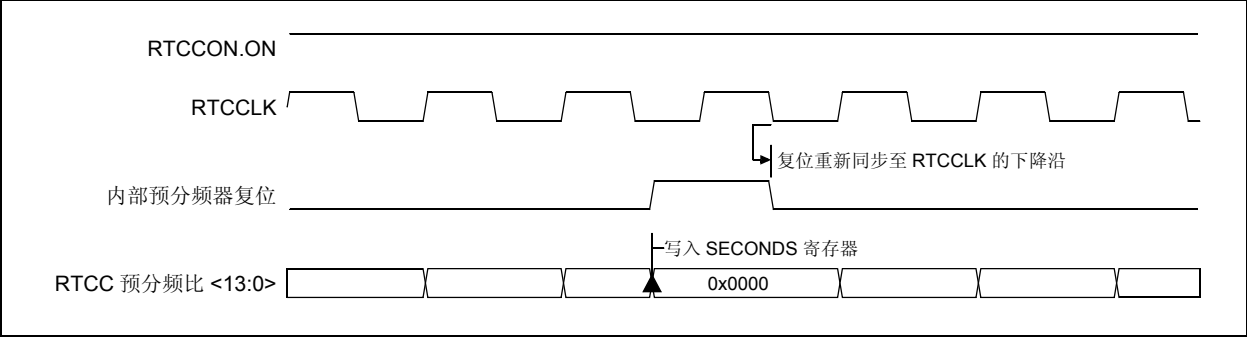 RTCCON.ON
RTCCLK
复位重新同步至 RTCCLK 的下降沿
内部预分频器复位
写入 SECONDS 寄存器
RTCC 预分频比 <13:0>
0x0000